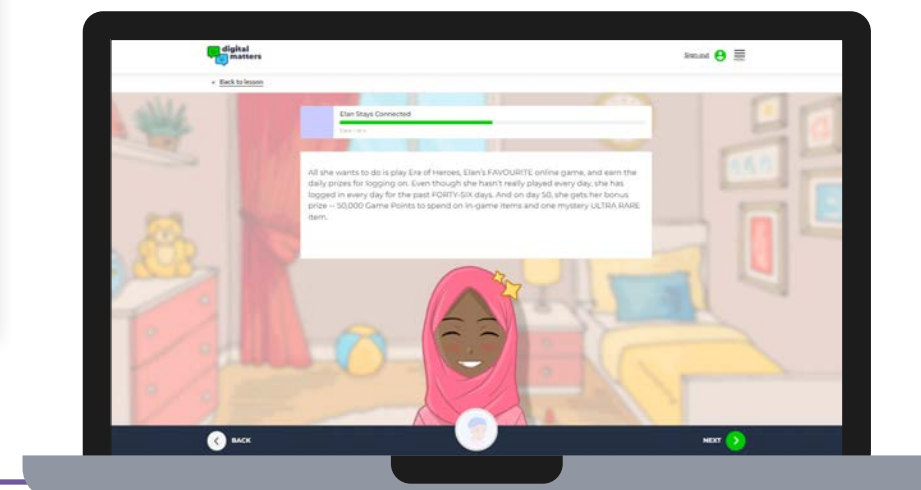 digital
matters
Sign out
Back to lesson
Elan Stays Connected
All she wants to do is play Era of Heroes, Elan's FAVOURITE online game, and earn the
daily prizes for logging on. Even though she hasn't really played every day, she has
logged in every day for the past FORTY-SIX days. And on day 50, she gets her bonus
prize -- 50,000 Game Points to spend on in-game items and one mystery ULTRA RARE
item.
BACK
NEXT